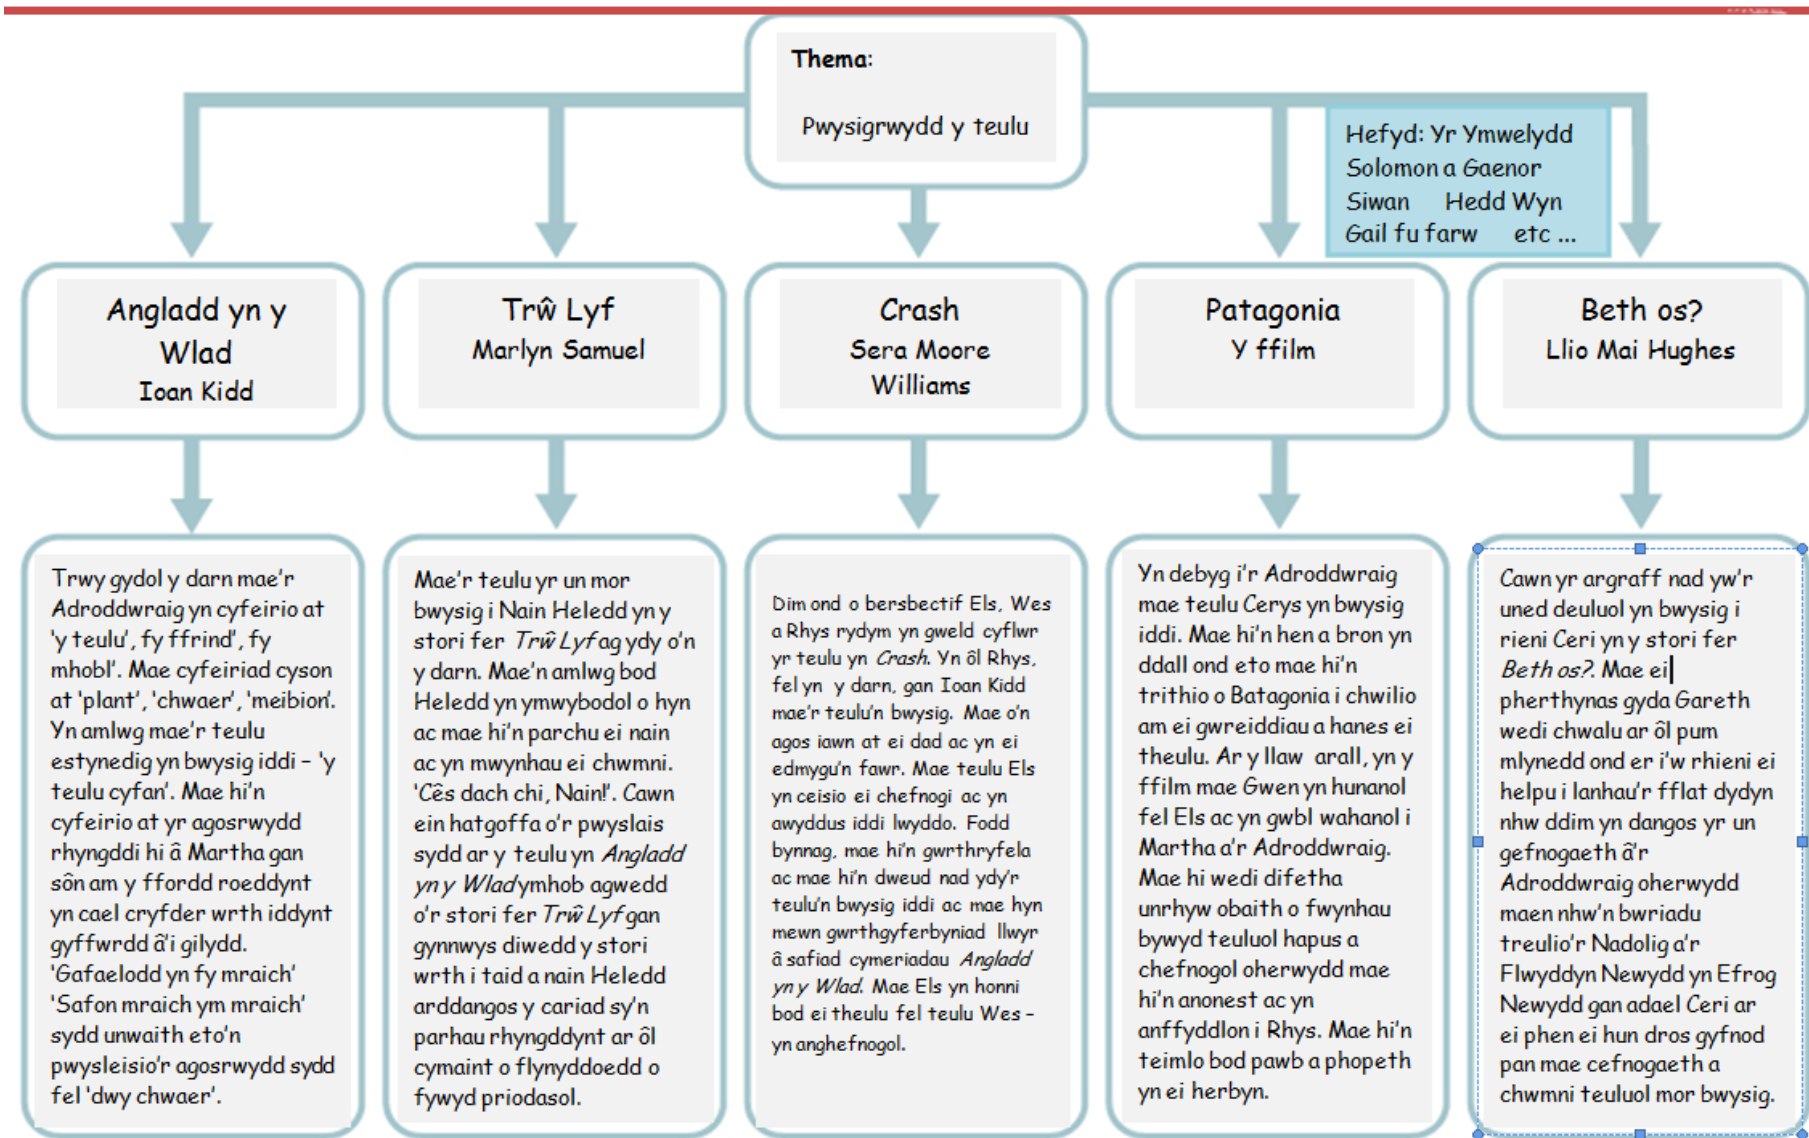 Thema:
Pwysigrwydd y teulu
Hefyd: Yr Ymwelydd
Solomon a Gaenor
Siwan Hedd Wyn
Gail fu farw etc ...
Angladd yn y
Wlad
Ioan Kidd
Trŵ Lyf
Marlyn Samuel
Crash
Sera Moore
Williams
Patagonia
Y ffilm
Beth os?
Llio Mai Hughes
Trwy gydol y darn mae'r
Adroddwraig yn cyfeirio at
'y teulu', fy ffrind', fy
mhobl'. Mae cyfeiriad cyson
at 'plant', 'chwaer', 'meibion'.
Yn amlwg mae'r teulu
estynedig yn bwysig iddi – 'y
teulu cyfan'. Mae hi'n
cyfeirio at yr agosrwydd
rhyngddi hi â Martha gan
sôn am y ffordd roeddynt
yn cael cryfder wrth iddynt
gyffwrdd â'i gilydd.
'Gafaelodd yn fy mraich'
'Safon mraich ym mraich'
sydd unwaith eto'n
pwysleisio'r agosrwydd sydd
fel 'dwy chwaer'.
Mae'r teulu yr un mor
bwysig i Nain Heledd yn y
stori fer Trŵ Lyf ag ydy o'n
y darn. Mae'n amlwg bod
Heledd yn ymwybodol o hyn
ac mae hi'n parchu ei nain
ac yn mwynhau ei chwmni.
'Cês dach chi, Nain!'. Cawn
ein hatgoffa o'r pwyslais
sydd ar y teulu yn Angladd
yn y Wlad ymhob agwedd
o'r stori fer Trŵ Lyf gan
gynnwys diwedd y stori
wrth i taid a nain Heledd
arddangos y cariad sy'n
parhau rhyngddynt ar ôl
cymaint o flynyddoedd o
fywyd priodasol.
Dim ond o bersbectif Els, Wes
a Rhys rydym yn gweld cyflwr
yr teulu yn Crash. Yn ôl Rhys,
fel yn y darn, gan Ioan Kidd
mae'r teulu'n bwysig. Mae o'n
agos iawn at ei dad ac yn ei
edmygu'n fawr. Mae teulu Els
yn ceisio ei chefnogi ac yn
awyddus iddi lwyddo. Fodd
bynnag, mae hi'n gwrthryfela
ac mae hi'n dweud nad ydy'r
teulu'n bwysig iddi ac mae hyn
mewn gwrthgyferbyniad llwyr
â safiad cymeriadau Angladd
yn y Wlad. Mae Els yn honni
bod ei theulu fel teulu Wes –
yn anghefnogol.
Yn debyg i'r Adroddwraig
mae teulu Cerys yn bwysig
iddi. Mae hi'n hen a bron yn
ddall ond eto mae hi'n
trithio o Batagonia i chwilio
am ei gwreiddiau a hanes ei
theulu. Ar y llaw arall, yn y
ffilm mae Gwen yn hunanol
fel Els ac yn gwbl wahanol i
Martha a'r Adroddwraig.
Mae hi wedi difetha
unrhyw obaith o fwynhau
bywyd teuluol hapus a
chefnogol oherwydd mae
hi'n anonest ac yn
anffyddlon i Rhys. Mae hi'n
teimlo bod pawb a phopeth
yn ei herbyn.
Cawn yr argraff nad yw'r
uned deuluol yn bwysig i
rieni Ceri yn y stori fer
Beth os?. Mae ei
pherthynas gyda Gareth
wedi chwalu ar ôl pum
mlynedd ond er i'w rhieni ei
helpu i lanhau'r fflat dydyn
nhw ddim yn dangos yr un
gefnogaeth â'r
Adroddwraig oherwydd
maen nhw'n bwriadu
treulio'r Nadolig a'r
Flwyddyn Newydd yn Efrog
Newydd gan adael Ceri ar
ei phen ei hun dros gyfnod
pan mae cefnogaeth a
chwmni teuluol mor bwysig.